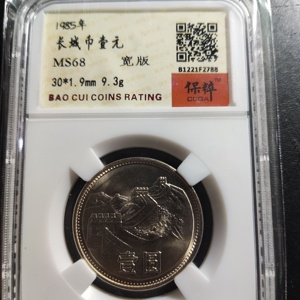 1985年
长城币壹元
MS68 宽版
30*1.9mm 9.3g
BAO CUI COINS RATING
B1221F2788
保粹
CUBA
壹圆